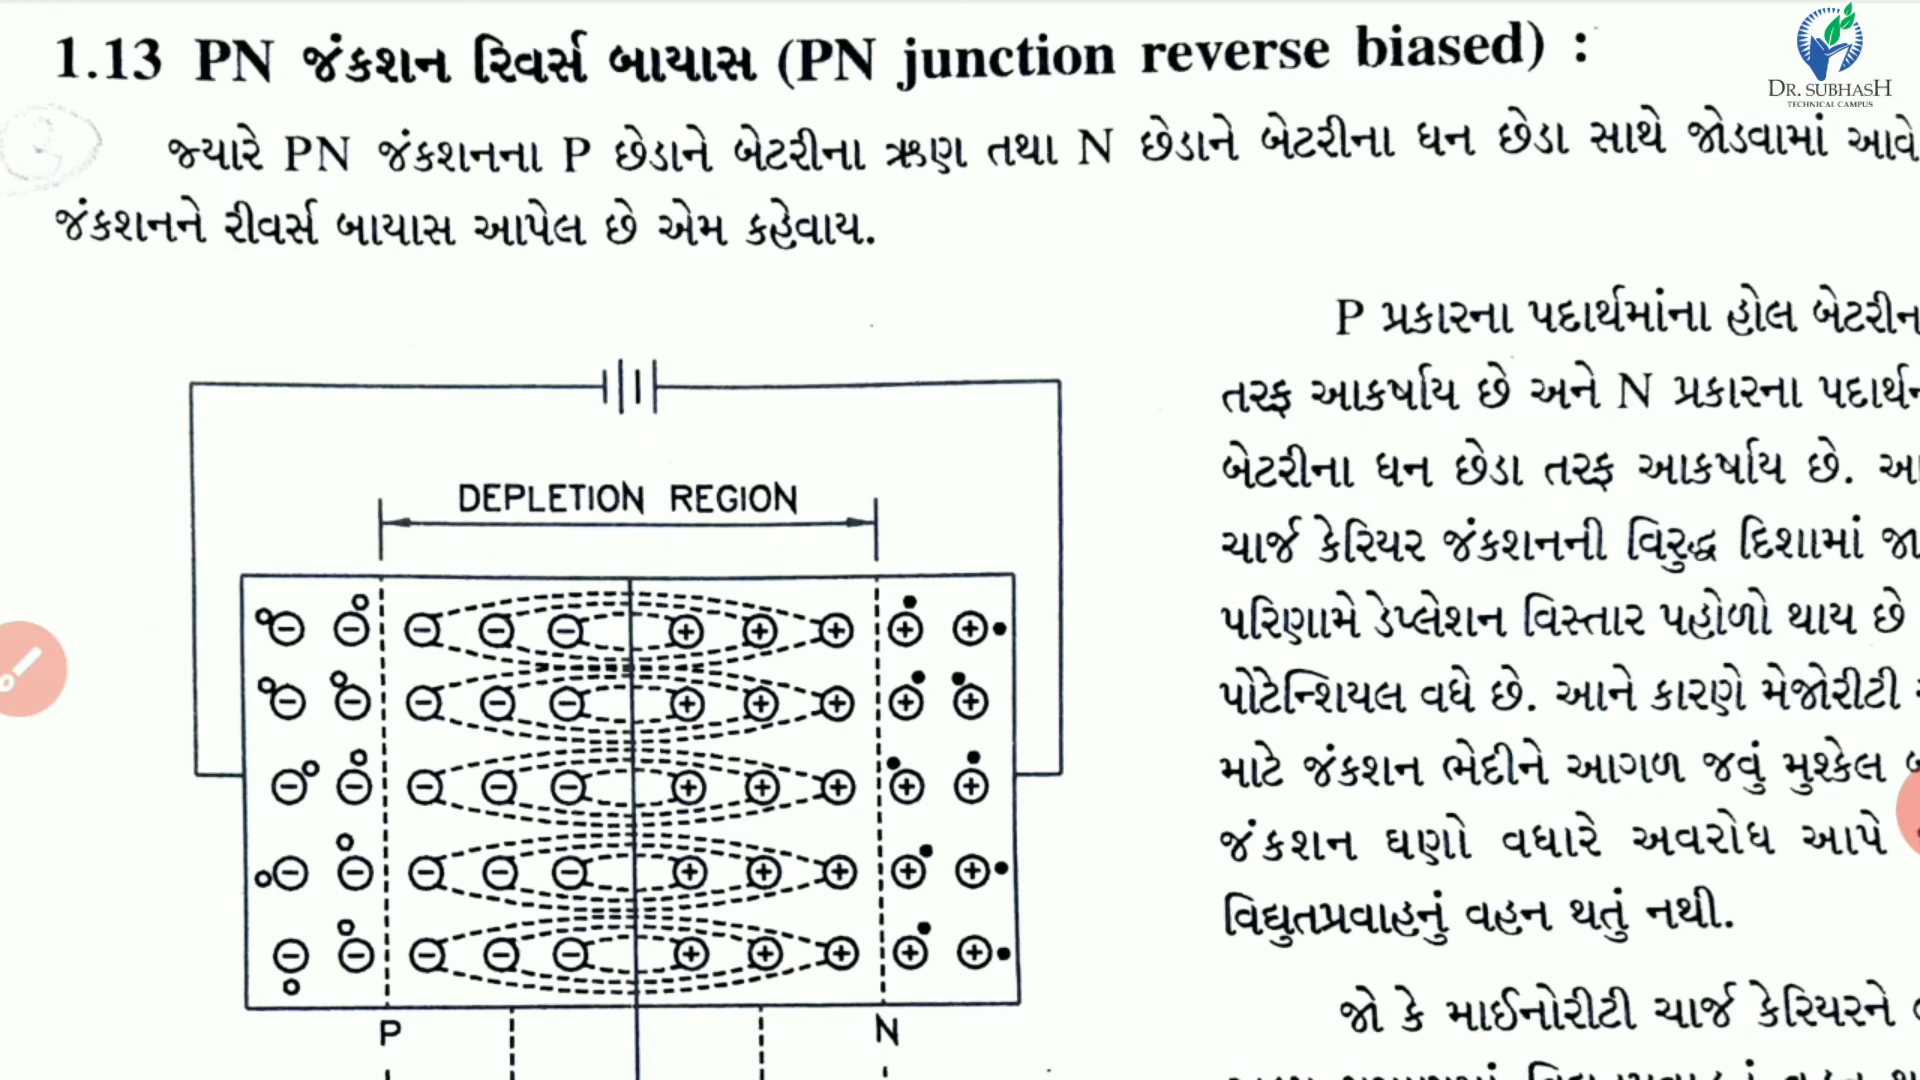 1.13 PN જંકશન રિવર્સ બાયાસ (PN junction reverse biased) :
DR. SUBHASH
TECHNICAL CAMPUS
જ્યારે PN જંકશનના P છેડાને બેટરીના ઋણ તથા N છેડાને બેટરીના ધન છેડા સાથે જોડવામાં આવે
જંકશનને રીવર્સ બાયાસ આપેલ છે એમ કહેવાય.
P પ્રકારના પદાર્થમાંના હોલ
તરફ આકર્ષાય છે અને N પ્રકારના
બેટરીના ધન છેડા તરફ આકર્ષાય છે.
ચાર્જ કેરિયર જંકશનની વિરુદ્ધ દિશામાં
પરિણામે ડેપ્લેશન વિસ્તાર પહોળો થાય છે
પોટેન્શિયલ વધે છે. આને કારણે મેજોરીટી
માટે જંકશન ભેદીને આગળ જવું મુશ્કેલ
જંકશન ઘણો વધારે અવરોધ આપે
વિદ્યુતપ્રવાહનું વહન થતું નથી.
જો કે માઈનોરીટી ચાર્જ કેરિયરને
DEPLETION REGION
P N